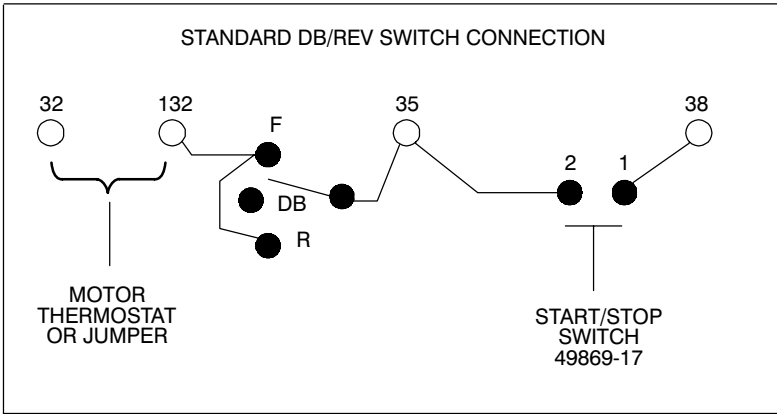 STANDARD DB/REV SWITCH CONNECTION
32
132
35
38
F
2
1
DB
R
MOTOR
THERMOSTAT
OR JUMPER
START/STOP
SWITCH
49869-17